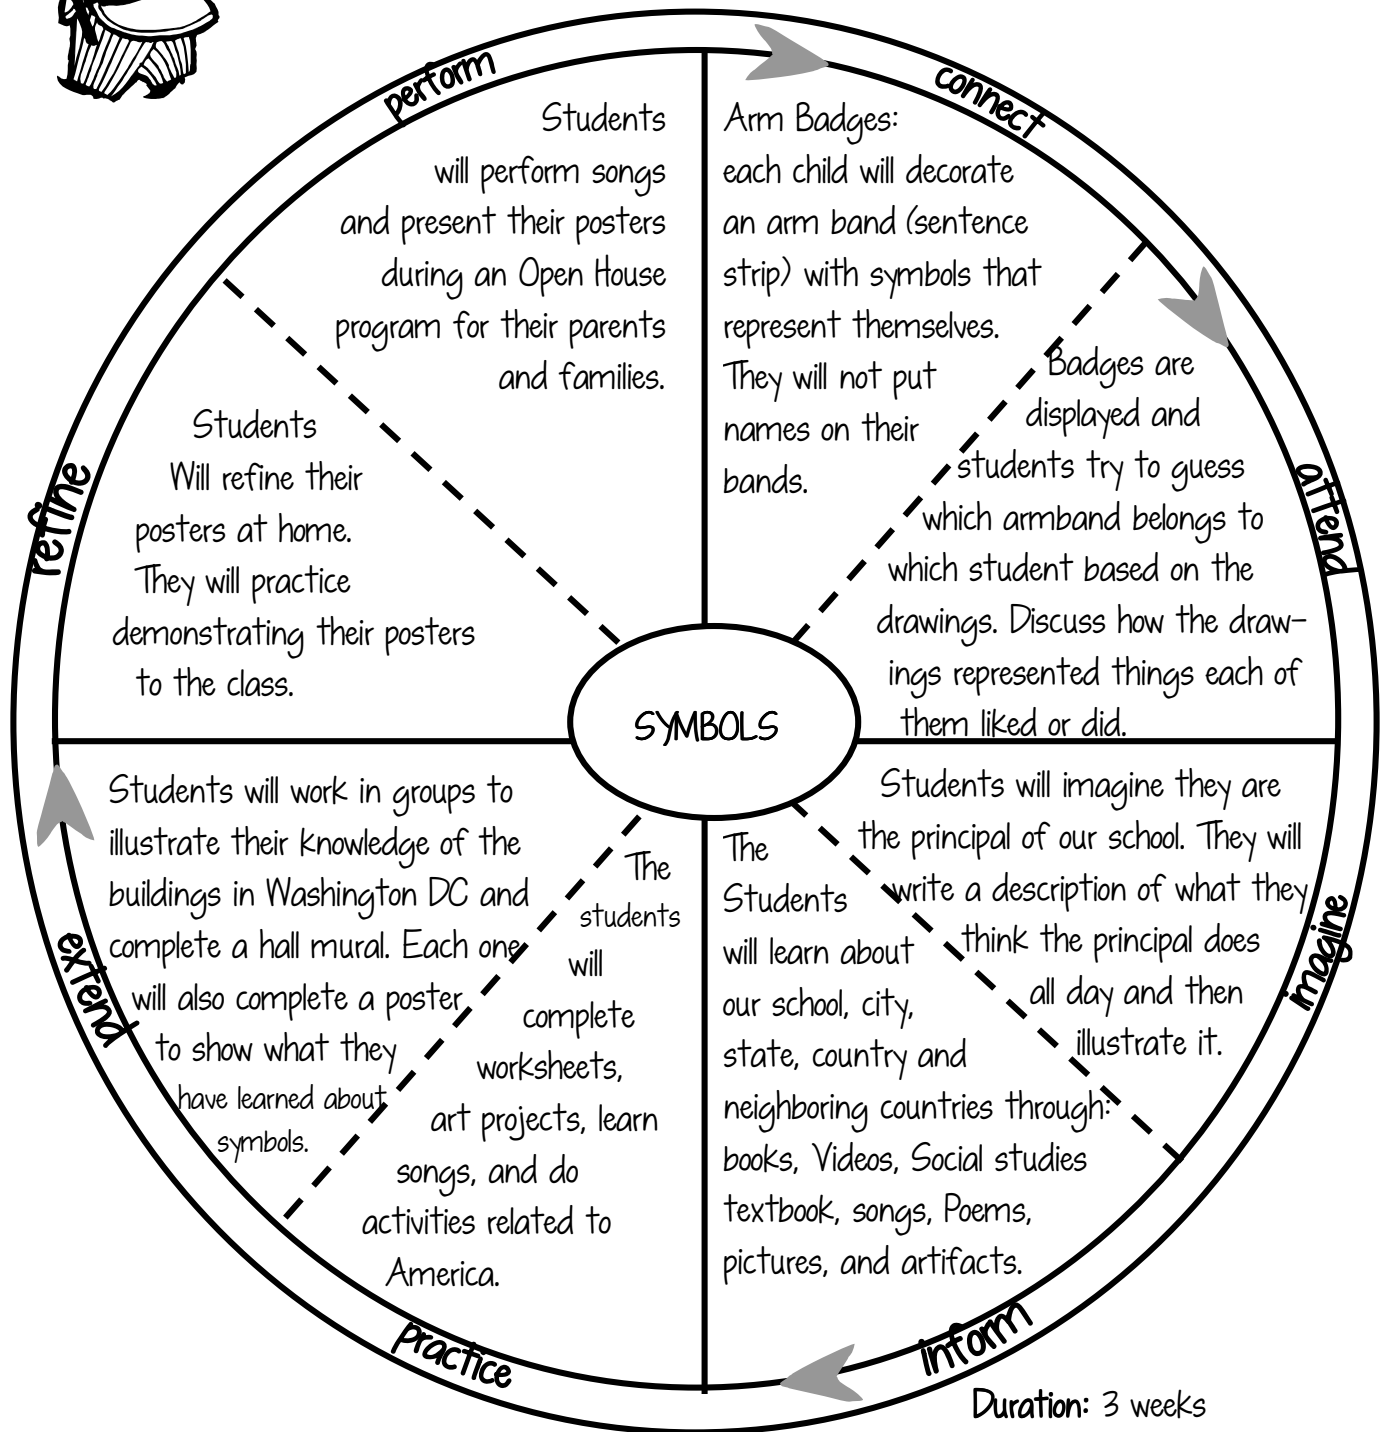 connect
Arm Badges:
each child will decorate
an arm band (sentence
strip) with symbols that
represent themselves.
They will not put
names on their
bands.
attend
Badges are
displayed and
students try to guess
which armband belongs to
which student based on the
drawings. Discuss how the draw-
ings represented things each of
them liked or did.
imagine
Students will imagine they are
the principal of our school. They will
write a description of what they
think the principal does
all day and then
illustrate it.
inform
The
Students
will learn about
our school, city,
state, country and
neighboring countries through:
books, Videos, Social studies
textbook, songs, Poems,
pictures, and artifacts.
practice
The
students
will
complete
worksheets,
art projects, learn
songs, and do
activities related to
America.
extend
Students will work in groups to
illustrate their knowledge of the
buildings in Washington DC and
complete a hall mural. Each one
will also complete a poster
to show what they
have learned about
symbols.
refine
Students
Will refine their
posters at home.
They will practice
demonstrating their posters
to the class.
perform
Students
will perform songs
and present their posters
during an Open House
program for their parents
and families.
SYMBOLS
Duration: 3 weeks